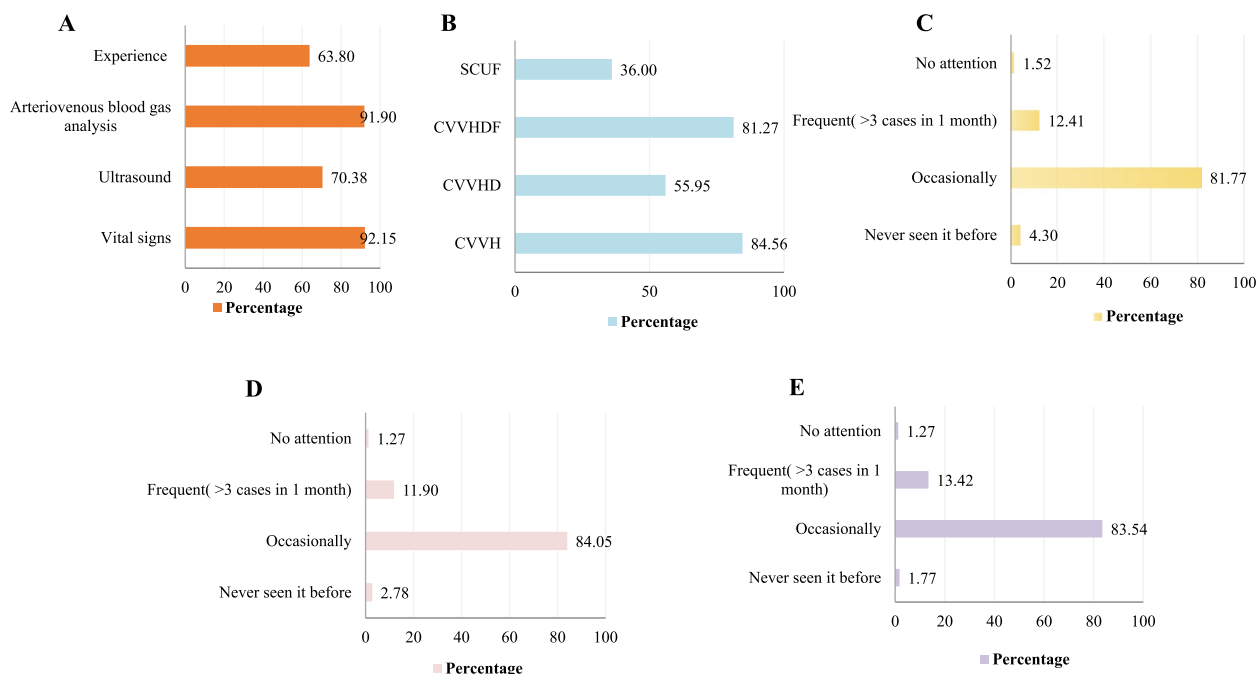 A
Experience
63.80
Arteriovenous blood gas
analysis
91.90
Ultrasound
70.38
Vital signs
92.15
0 20 40 60 80 100
Percentage
B
SCUF
36.00
CVVHDF
81.27
CVVHD
55.95
CVVH
84.56
0 50 100
Percentage
C
No attention
1.52
Frequent( >3 cases in 1 month)
12.41
Occasionally
81.77
Never seen it before
4.30
0 20 40 60 80 100
Percentage
D
No attention
1.27
Frequent( >3 cases in 1 month)
11.90
Occasionally
84.05
Never seen it before
2.78
0 20 40 60 80 100
Percentage
E
No attention
1.27
Frequent( >3 cases in 1
month)
13.42
Occasionally
83.54
Never seen it before
1.77
0 20 40 60 80 100
Percentage